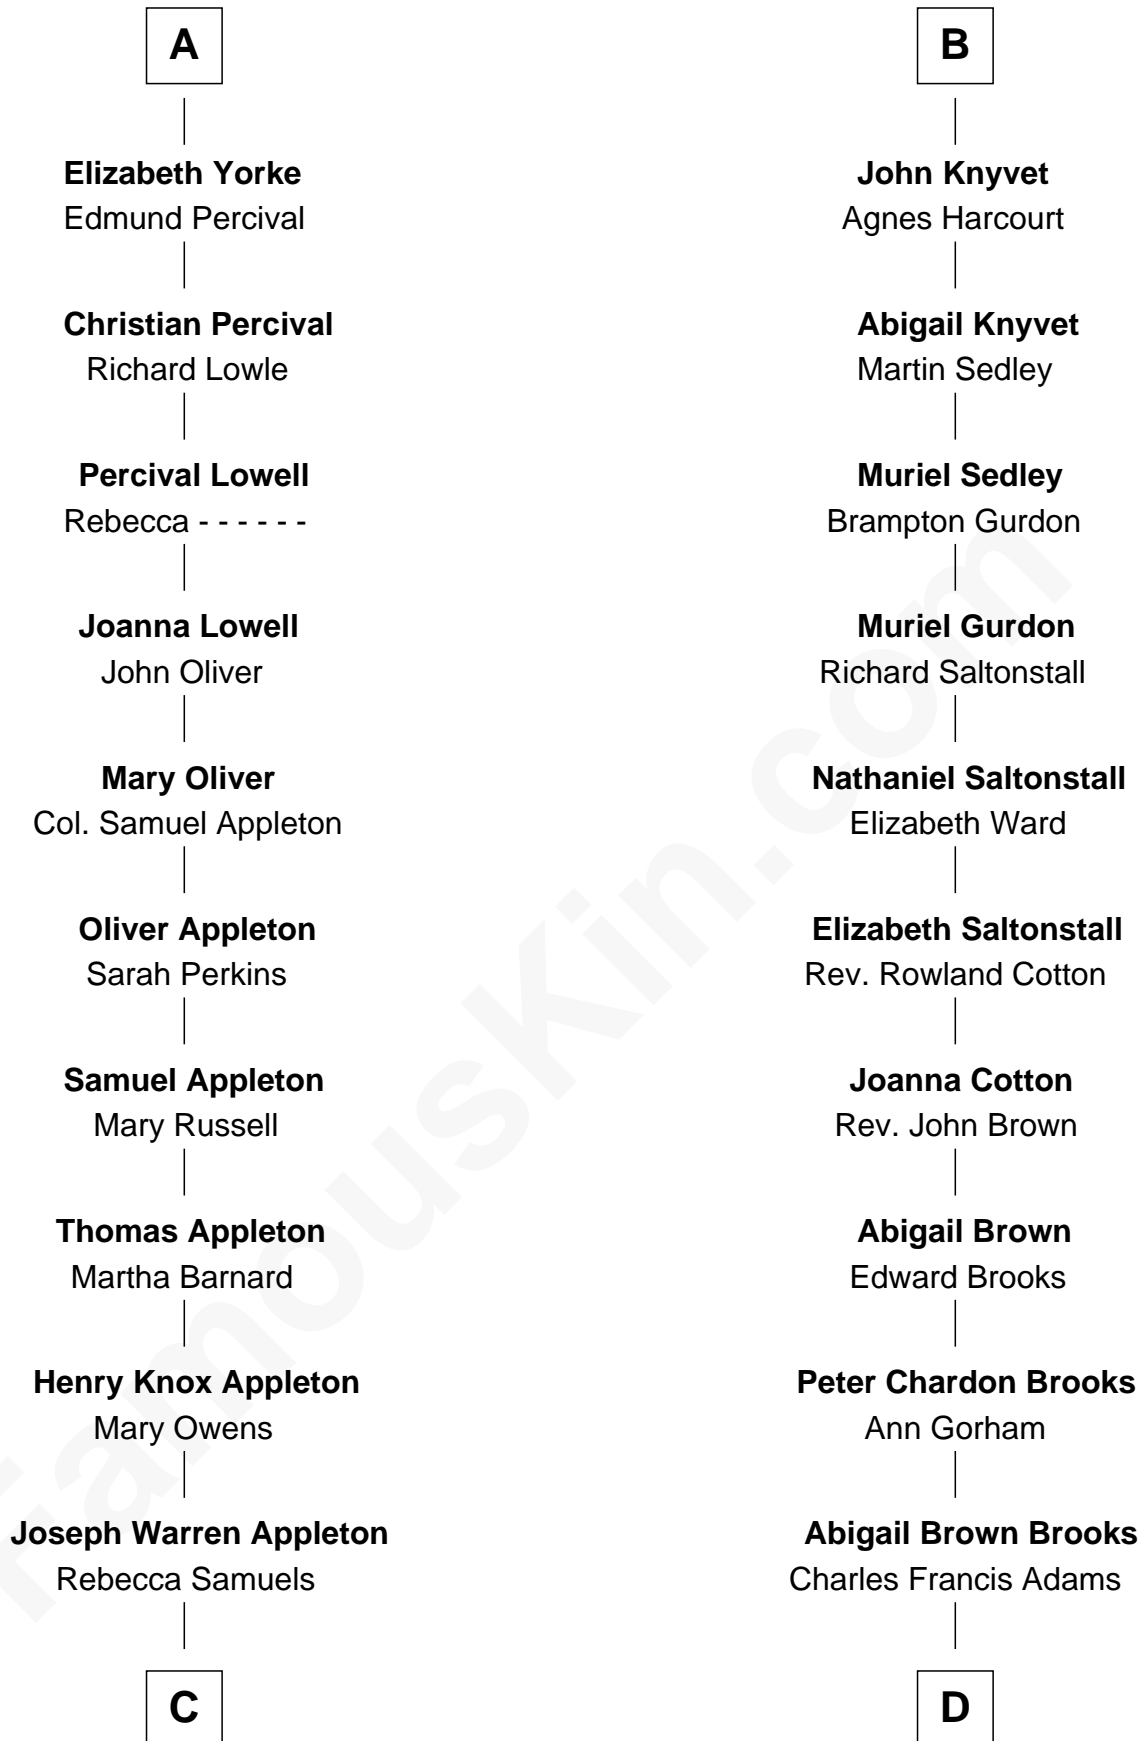 A
Elizabeth Yorke
Edmund Percival
Christian Percival
Richard Lowle
Percival Lowell
Rebecca - - - - - -
Joanna Lowell
John Oliver
Mary Oliver
Col. Samuel Appleton
Oliver Appleton
Sarah Perkins
Samuel Appleton
Mary Russell
Thomas Appleton
Martha Barnard
Henry Knox Appleton
Mary Owens
Joseph Warren Appleton
Rebecca Samuels
C
B
John Knyvet
Agnes Harcourt
Abigail Knyvet
Martin Sedley
Muriel Sedley
Brampton Gurdon
Muriel Gurdon
Richard Saltonstall
Nathaniel Saltonstall
Elizabeth Ward
Elizabeth Saltonstall
Rev. Rowland Cotton
Joanna Cotton
Rev. John Brown
Abigail Brown
Edward Brooks
Peter Chardon Brooks
Ann Gorham
Abigail Brown Brooks
Charles Francis Adams
D
FamousKin.com